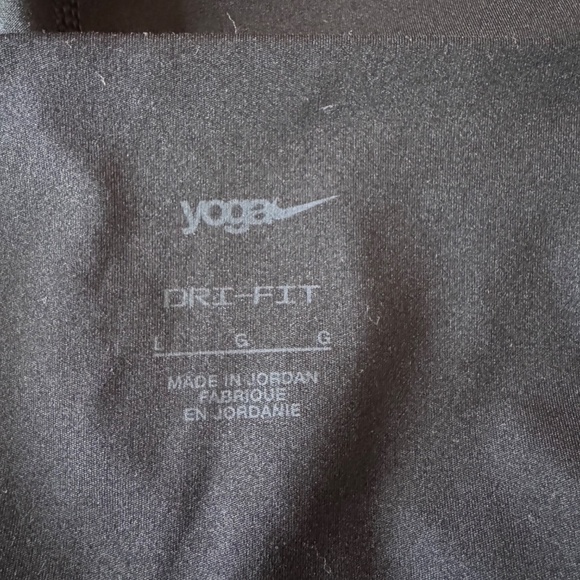 yoga
DRI-FIT
L G G
MADE IN JORDAN
FABRIQUE
EN JORDANIE